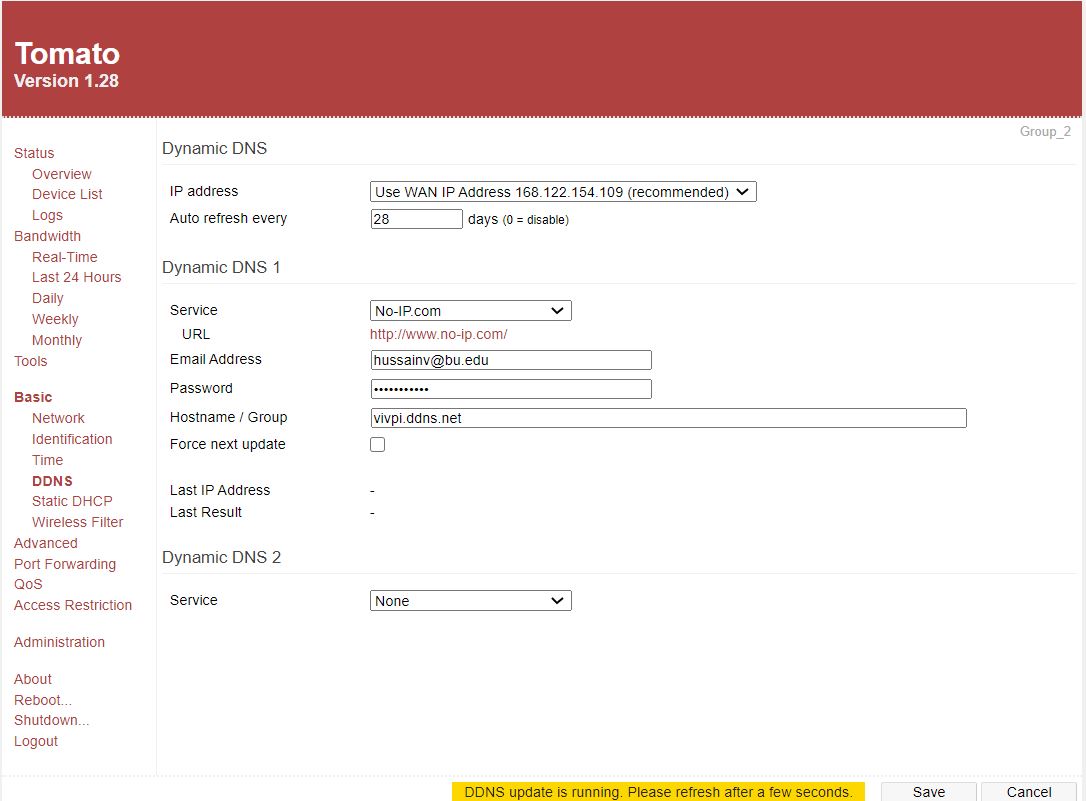 Tomato
Version 1.28
Group_2
Status
Overview
Device List
Logs
Bandwidth
Real-Time
Last 24 Hours
Daily
Weekly
Monthly
Tools
Basic
Network
Identification
Time
DDNS
Static DHCP
Wireless Filter
Advanced
Port Forwarding
QoS
Access Restriction
Administration
About
Reboot...
Shutdown...
Logout
Dynamic DNS
IP address Use WAN IP Address 168.122.154.109 (recommended)
Auto refresh every 28 days (0 = disable)
Dynamic DNS 1
Service No-IP.com
URL http://www.no-ip.com/
Email Address hussainv@bu.edu
Password •••••••••••
Hostname / Group vivpi.ddns.net
Force next update
Last IP Address -
Last Result -
Dynamic DNS 2
Service None
DDNS update is running. Please refresh after a few seconds. Save Cancel